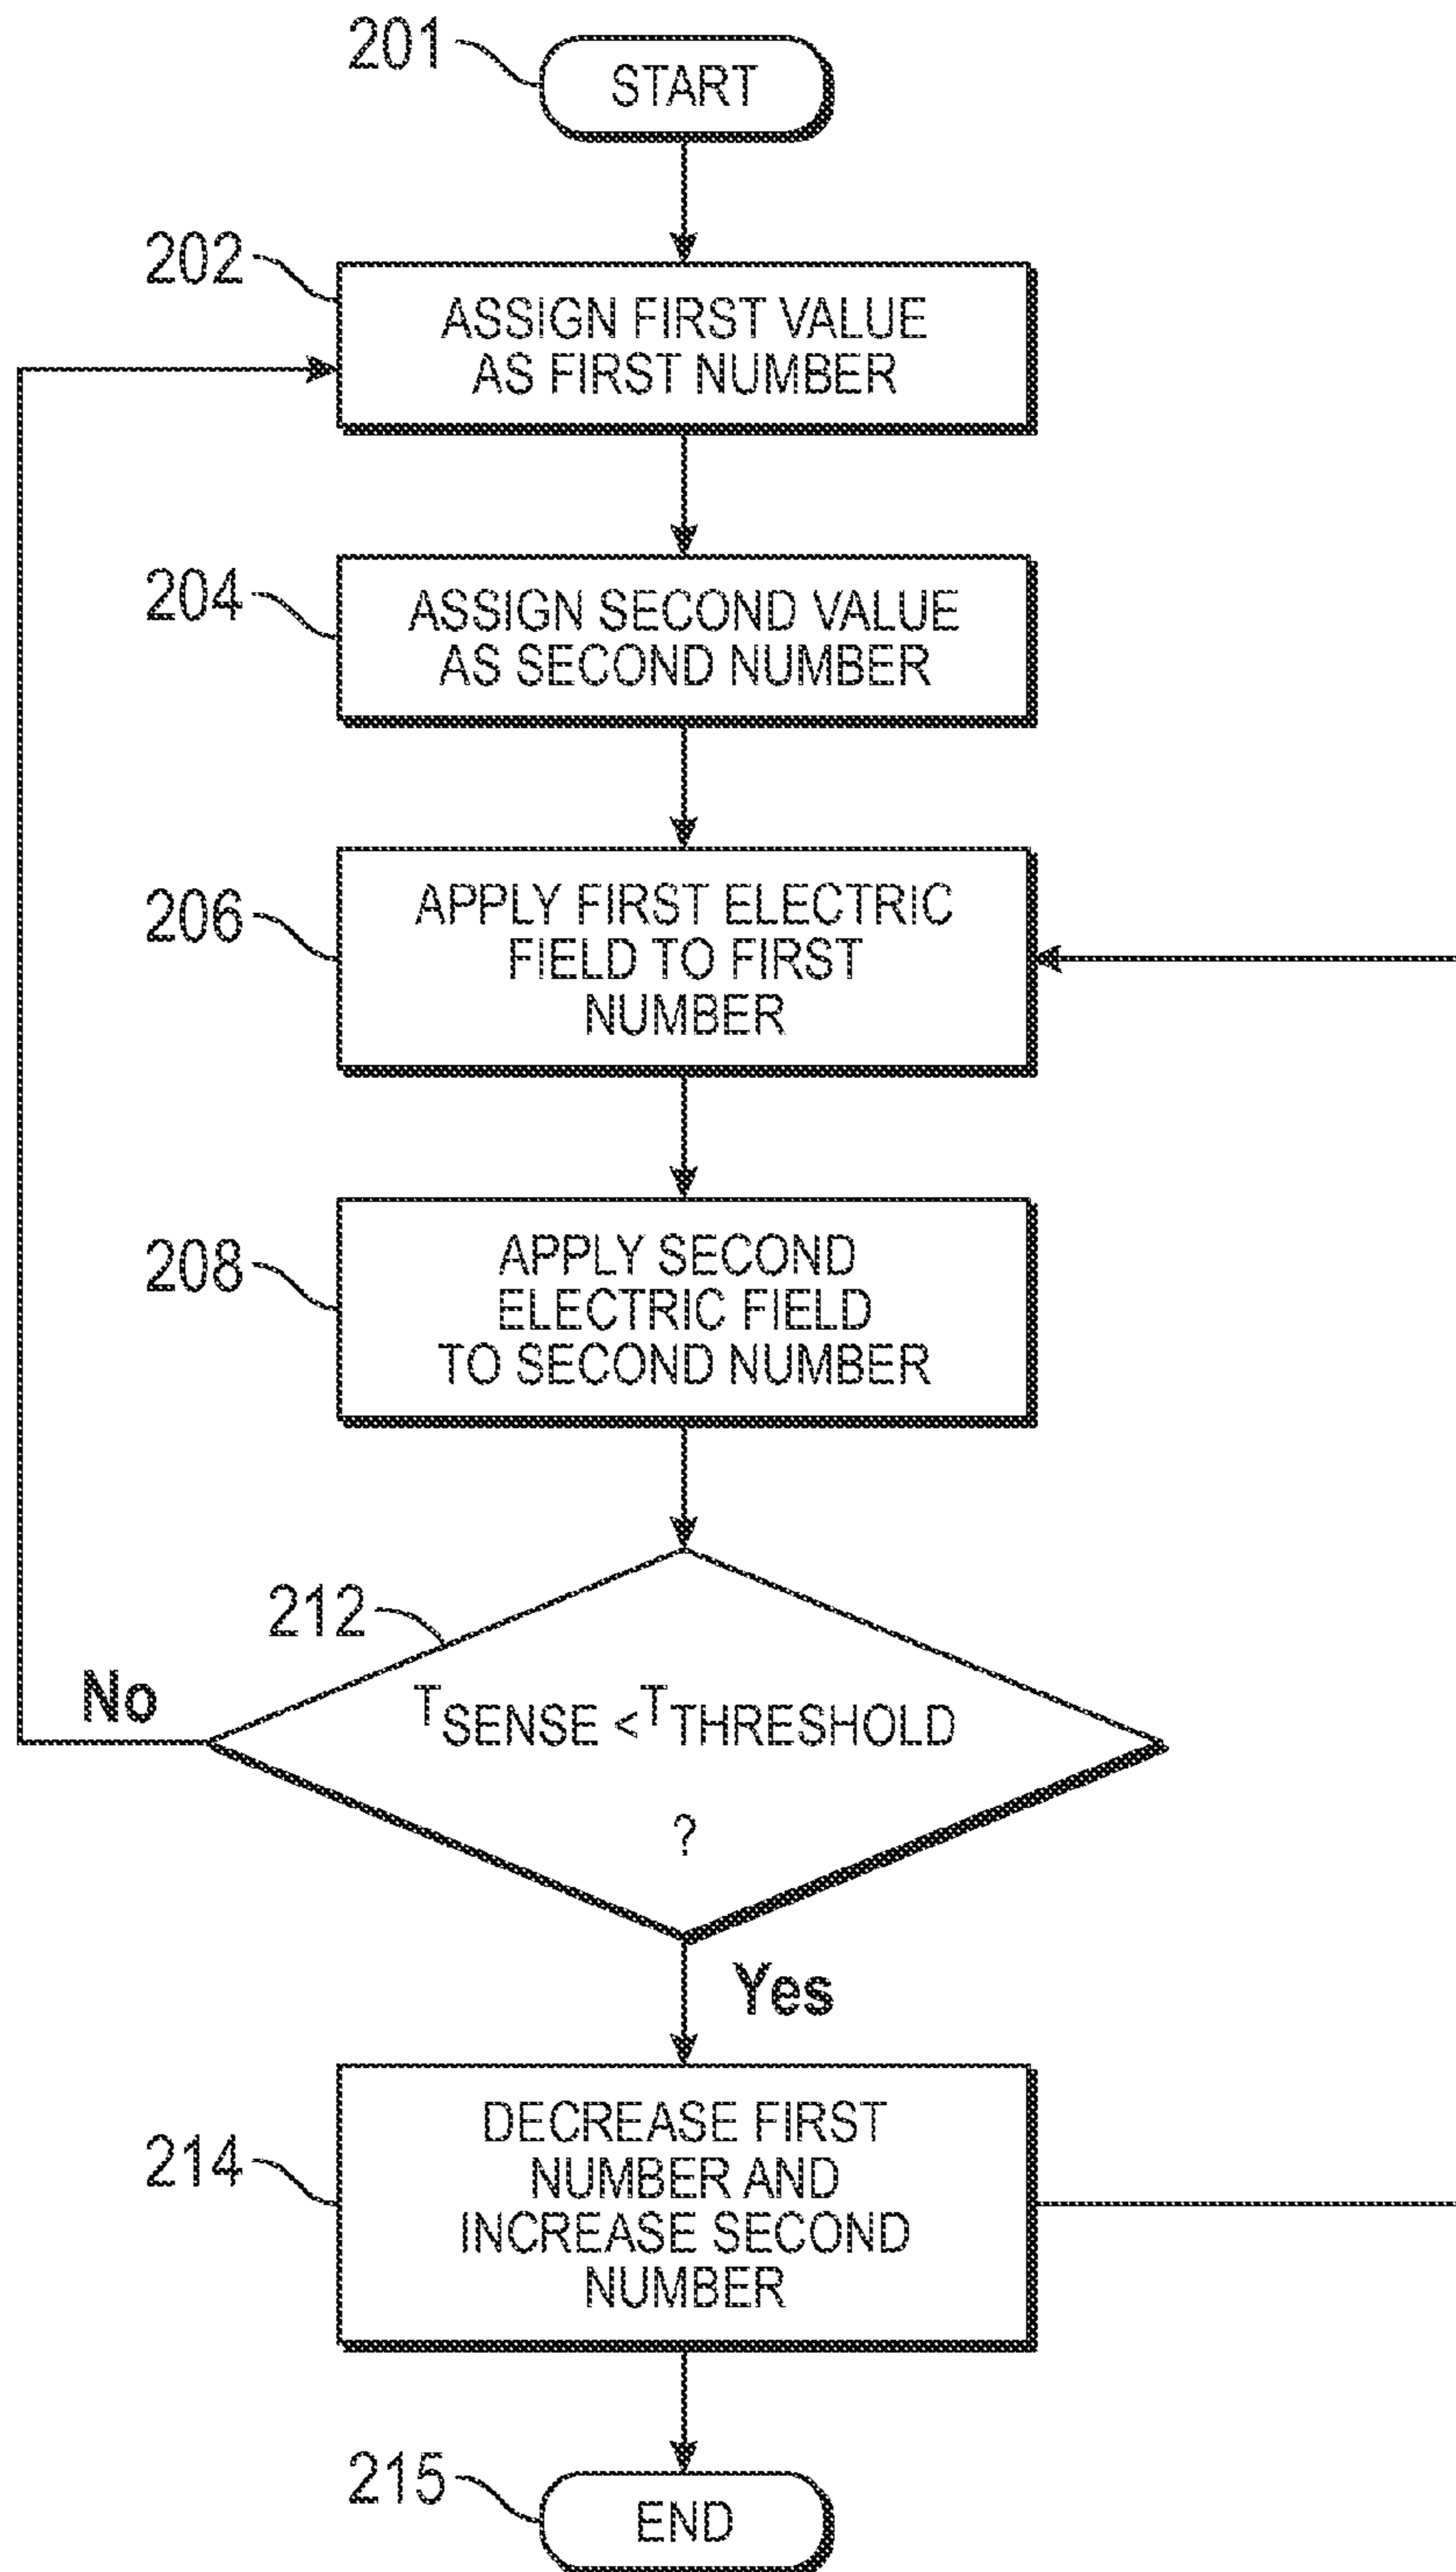 201
START
202
ASSIGN FIRST VALUE
AS FIRST NUMBER
204
ASSIGN SECOND VALUE
AS SECOND NUMBER
206
APPLY FIRST ELECTRIC
FIELD TO FIRST
NUMBER
208
APPLY SECOND
ELECTRIC FIELD
TO SECOND NUMBER
212
No
TSENSE <TTHRESHOLD
?
Yes
214
DECREASE FIRST
NUMBER AND
INCREASE SECOND
NUMBER
215
END